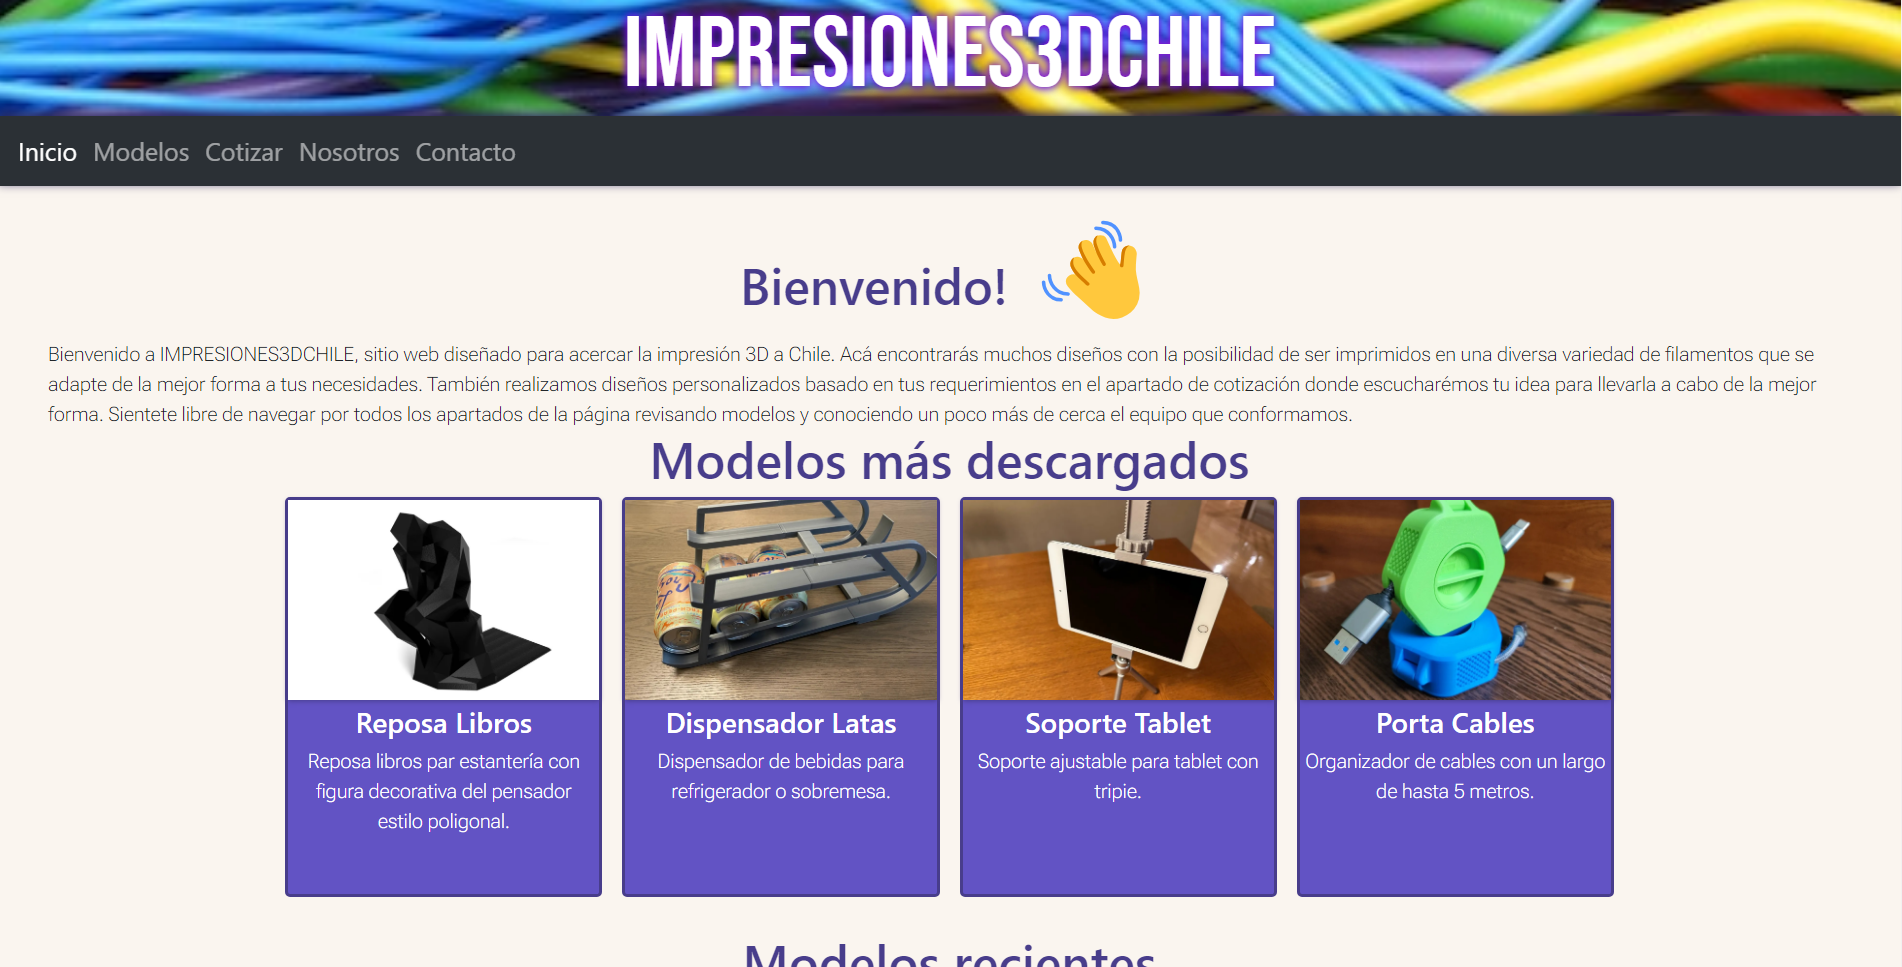 IMPRESIONES3DCHILE
Inicio Modelos Cotizar Nosotros Contacto
Bienvenido!
Bienvenido a IMPRESIONES3DCHILE, sitio web diseñado para acercar la impresión 3D a Chile. Acá encontrarás muchos diseños con la posibilidad de ser imprimidos en una diversa variedad de filamentos que se
adapte de la mejor forma a tus necesidades. También realizamos diseños personalizados basado en tus requerimientos en el apartado de cotización donde escucharémos tu idea para llevarla a cabo de la mejor
forma. Sientete libre de navegar por todos los apartados de la página revisando modelos y conociendo un poco más de cerca el equipo que conformamos.
Modelos más descargados
Reposa Libros
Reposa libros par estantería con
figura decorativa del pensador
estilo poligonal.
Dispensador Latas
Dispensador de bebidas para
refrigerador o sobremesa.
Soporte Tablet
Soporte ajustable para tablet con
tripie.
Porta Cables
Organizador de cables con un largo
de hasta 5 metros.
Modelos recientes